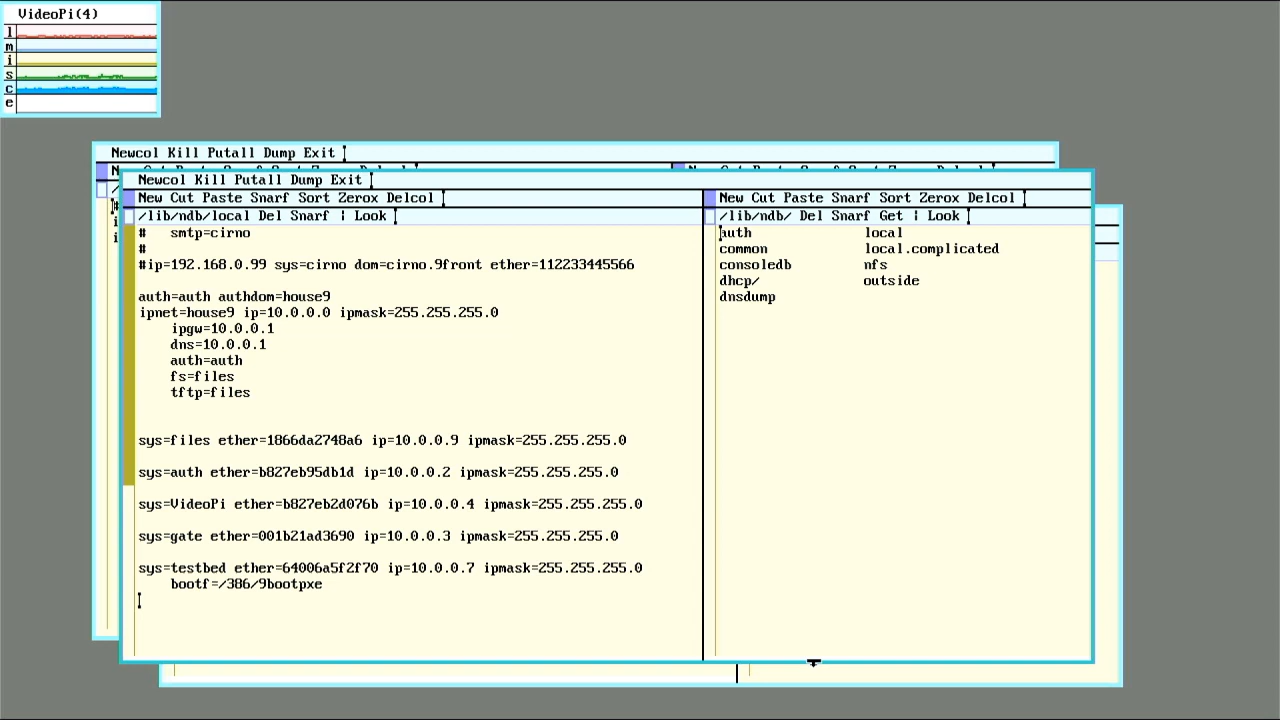 VideoPi(4)
l
m
i
s
c
e
Newcol Kill Putall Dump Exit
Newcol Kill Putall Dump Exit
New Cut Paste Snarf Sort Zerox Delcol
/lib/ndb/local Del Snarf | Look
#   smtp=cirno
#
#ip=192.168.0.99 sys=cirno dom=cirno.9front ether=112233445566
auth=auth authdom=house9
ipnet=house9 ip=10.0.0.0 ipmask=255.255.255.0
    ipgw=10.0.0.1
    dns=10.0.0.1
    auth=auth
    fs=files
    tftp=files
sys=files ether=1866da2748a6 ip=10.0.0.9 ipmask=255.255.255.0
sys=auth ether=b827eb95db1d ip=10.0.0.2 ipmask=255.255.255.0
sys=VideoPi ether=b827eb2d076b ip=10.0.0.4 ipmask=255.255.255.0
sys=gate ether=001b21ad3690 ip=10.0.0.3 ipmask=255.255.255.0
sys=testbed ether=64006a5f2f70 ip=10.0.0.7 ipmask=255.255.255.0
    bootf=/386/9bootpxe
New Cut Paste Snarf Sort Zerox Delcol
/lib/ndb/ Del Snarf Get | Look
auth local
common local.complicated
consoledb nfs
dhcp/ outside
dnsdump